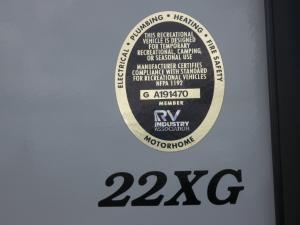 ELECTRICAL • PLUMBING • HEATING • FIRE SAFETY
THIS RECREATIONAL
VEHICLE IS DESIGNED
FOR TEMPORARY
RECREATIONAL, CAMPING,
OR SEASONAL USE
MANUFACTURER CERTIFIES
COMPLIANCE WITH STANDARD
FOR RECREATIONAL VEHICLES
NFPA 1192
G A191470
MEMBER
RV
INDUSTRY
ASSOCIATION
MOTORHOME
22XG